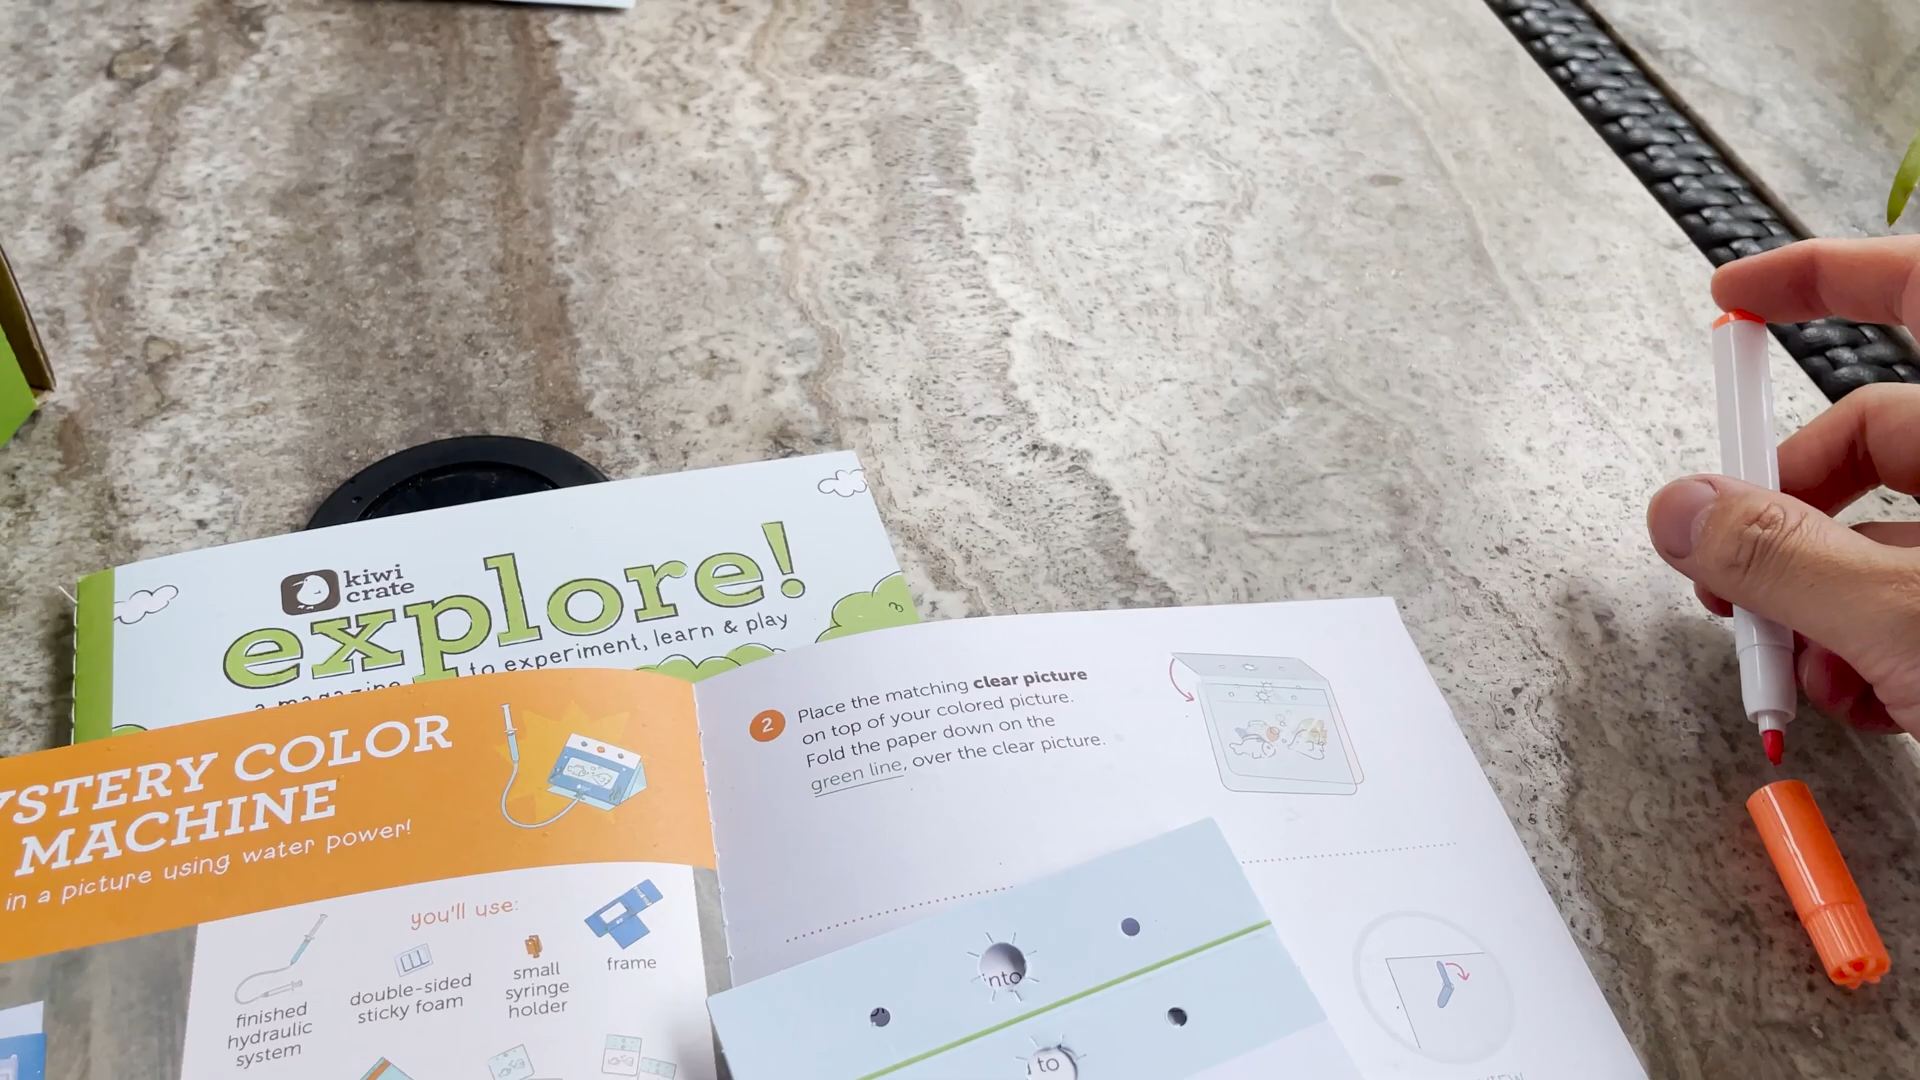 kiwi
crate
explore!
to experiment, learn & play
YSTERY COLOR
MACHINE
in a picture using water power!
you'll use:
finished
hydraulic
system
double-sided
sticky foam
small
syringe
holder
frame
2
Place the matching clear picture
on top of your colored picture.
Fold the paper down on the
green line, over the clear picture.
into
to